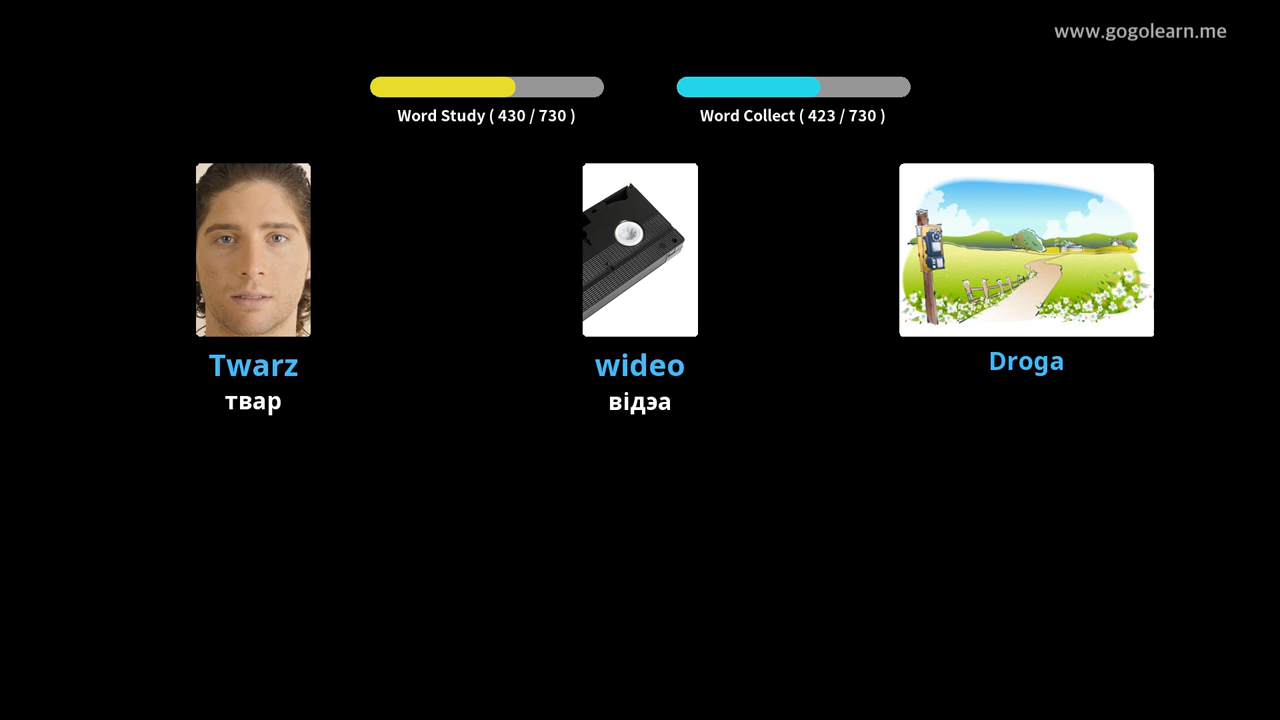 www.gogolearn.me
Word Study ( 430 / 730 )
Word Collect ( 423 / 730 )
Twarz
твар
wideo
відэа
Droga